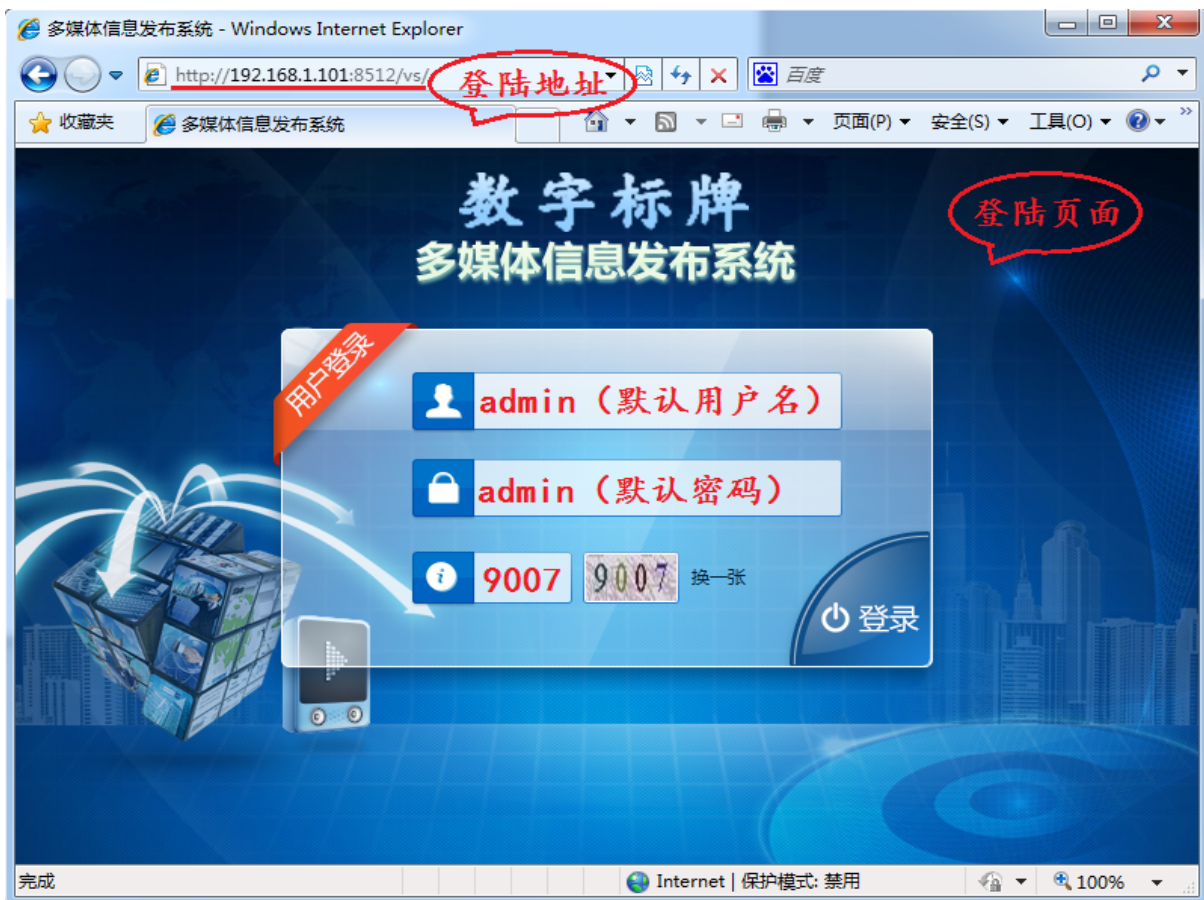 多媒体信息发布系统 - Windows Internet Explorer
http://192.168.1.101:8512/vs/
登陆地址
百度
收藏夹
多媒体信息发布系统
页面(P)
安全(S)
工具(O)
数字标牌
登陆页面
多媒体信息发布系统
用户登录
admin（默认用户名）
admin（默认密码）
9007
9007
换一张
登录
完成
Internet | 保护模式: 禁用
100%